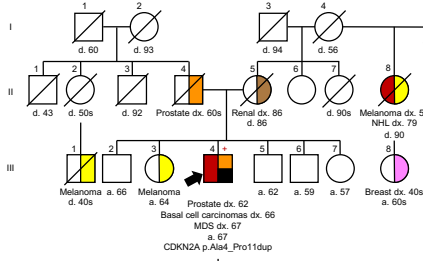 I
1 2 3 4
d. 60 d. 93 d. 94 d. 56
II
1 2 3 4 5 6 7 8
d. 43 d. 50s d. 92 Prostate dx. 60s Renal dx. 86 d. 90s Melanoma dx. 5
d. 86 NHL dx. 79
d. 90
III
1 2 3 4 + 5 6 7 8
Melanoma a. 66 Melanoma a. 62 a. 59 a. 57 Breast dx. 40s
d. 40s a. 64 a. 60s
Prostate dx. 62
Basal cell carcinomas dx. 66
MDS dx. 67
a. 67
CDKN2A p.Ala4_Pro11dup